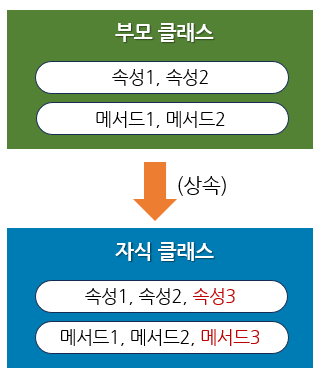 부모 클래스
속성1, 속성2
메서드1, 메서드2
(상속)
자식 클래스
속성1, 속성2, 속성3
메서드1, 메서드2, 메서드3